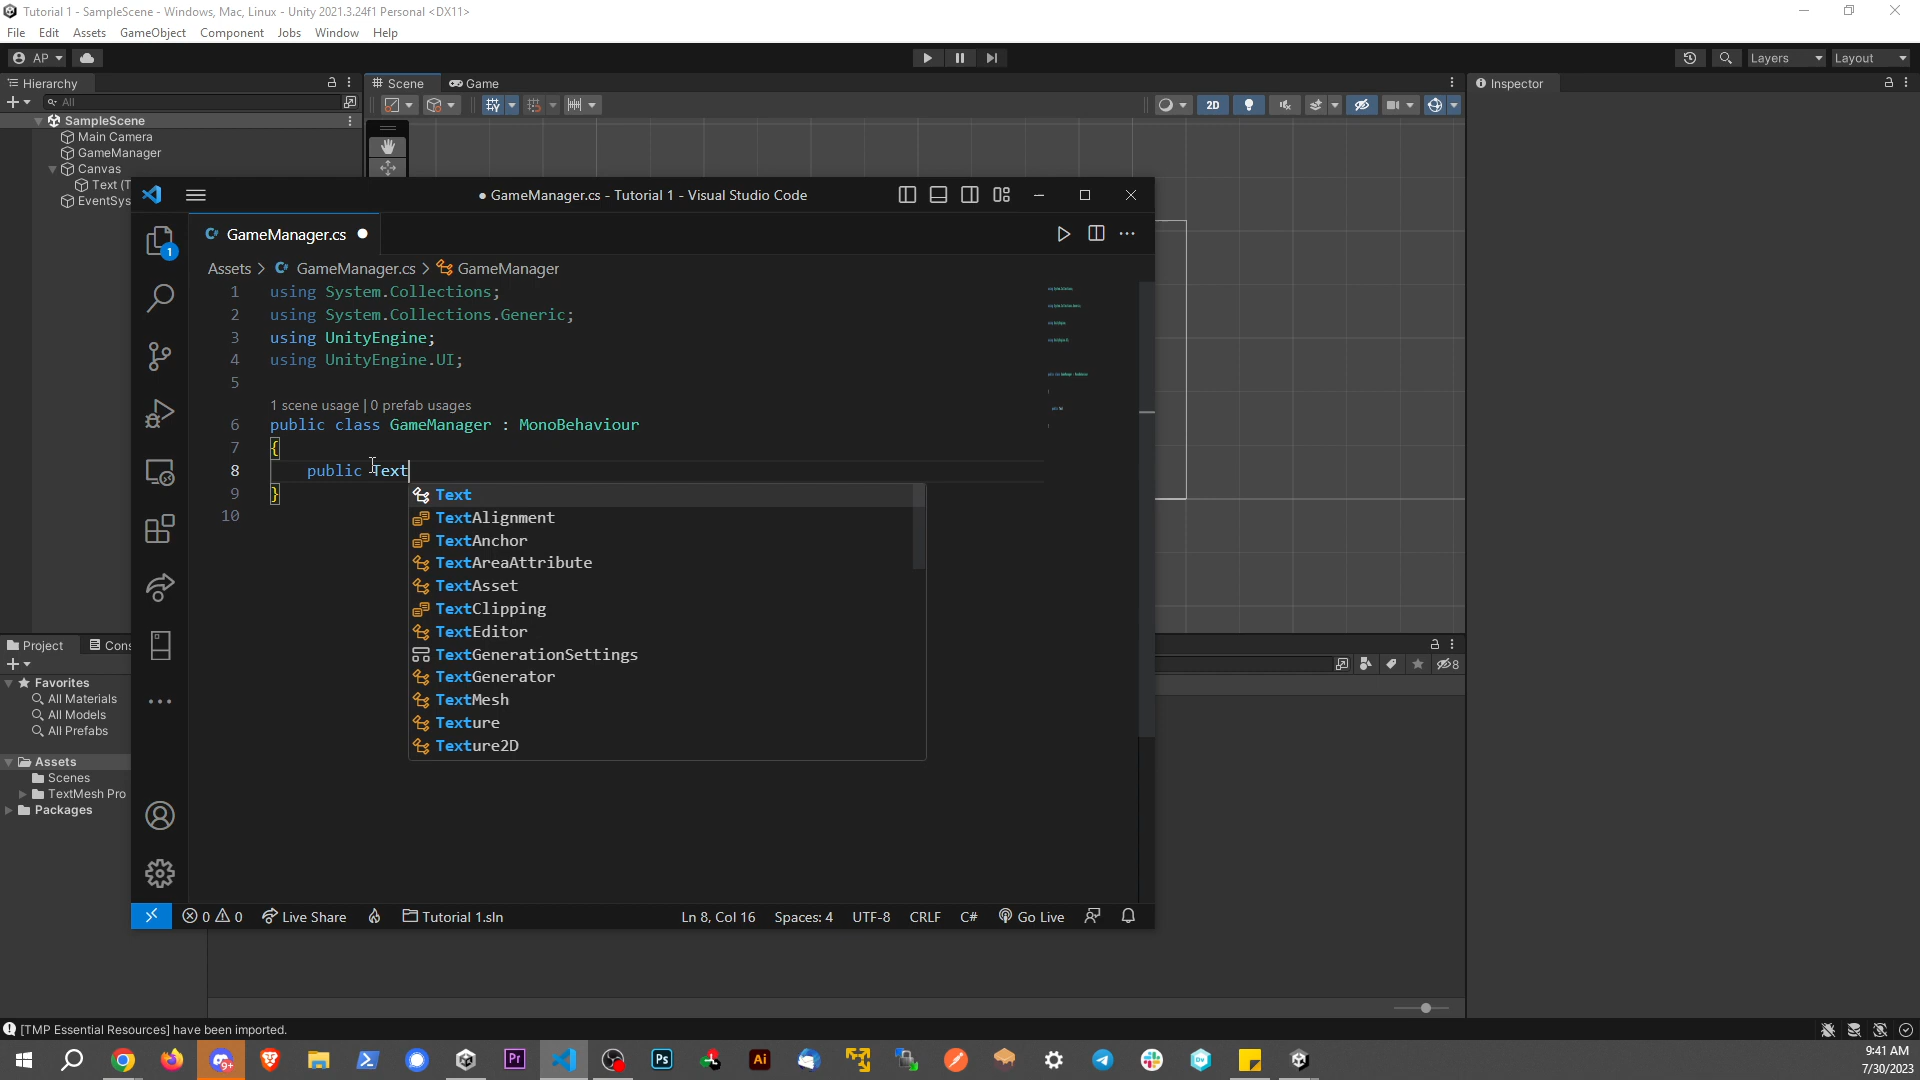 Tutorial 1 - SampleScene - Windows, Mac, Linux - Unity 2021.3.24f1 Personal <DX11>
File Edit Assets GameObject Component Jobs Window Help
AP Layers Layout
Hierarchy Scene Game Inspector
All 2D
SampleScene
Main Camera
GameManager
Canvas
Text (T
EventSys
GameManager.cs - Tutorial 1 - Visual Studio Code
GameManager.cs
Assets > GameManager.cs > GameManager
1 using System.Collections;
2 using System.Collections.Generic;
3 using UnityEngine;
4 using UnityEngine.UI;
5
1 scene usage | 0 prefab usages
6 public class GameManager : MonoBehaviour
7 {
8 public Text
9 }
10
Text
TextAlignment
TextAnchor
TextAreaAttribute
TextAsset
TextClipping
TextEditor
TextGenerationSettings
TextGenerator
TextMesh
Texture
Texture2D
1
0 0 Live Share Tutorial 1.sln Ln 8, Col 16 Spaces: 4 UTF-8 CRLF C# Go Live
Project Cons
8
Favorites
All Materials
All Models
All Prefabs
Assets
Scenes
TextMesh Pro
Packages
[TMP Essential Resources] have been imported.
9+ Pr Ps Ai
9:41 AM
7/30/2023